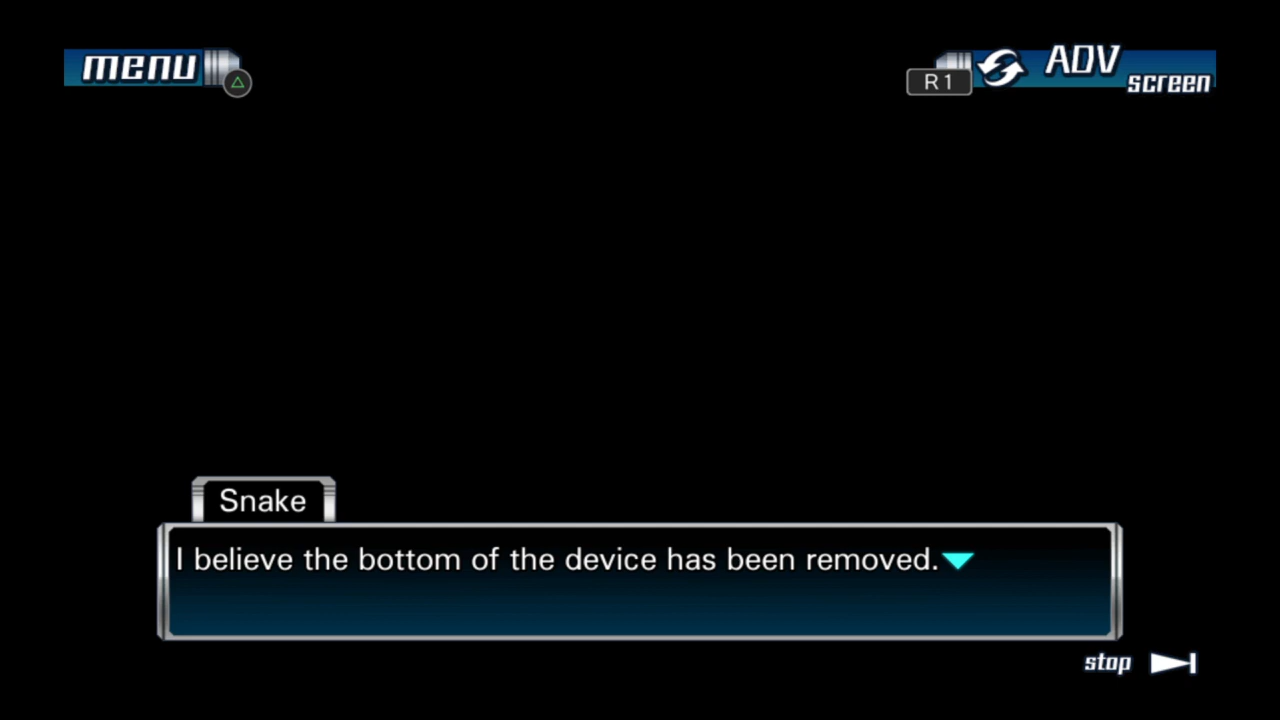 menu
R1
ADV
screen
Snake
I believe the bottom of the device has been removed.
stop